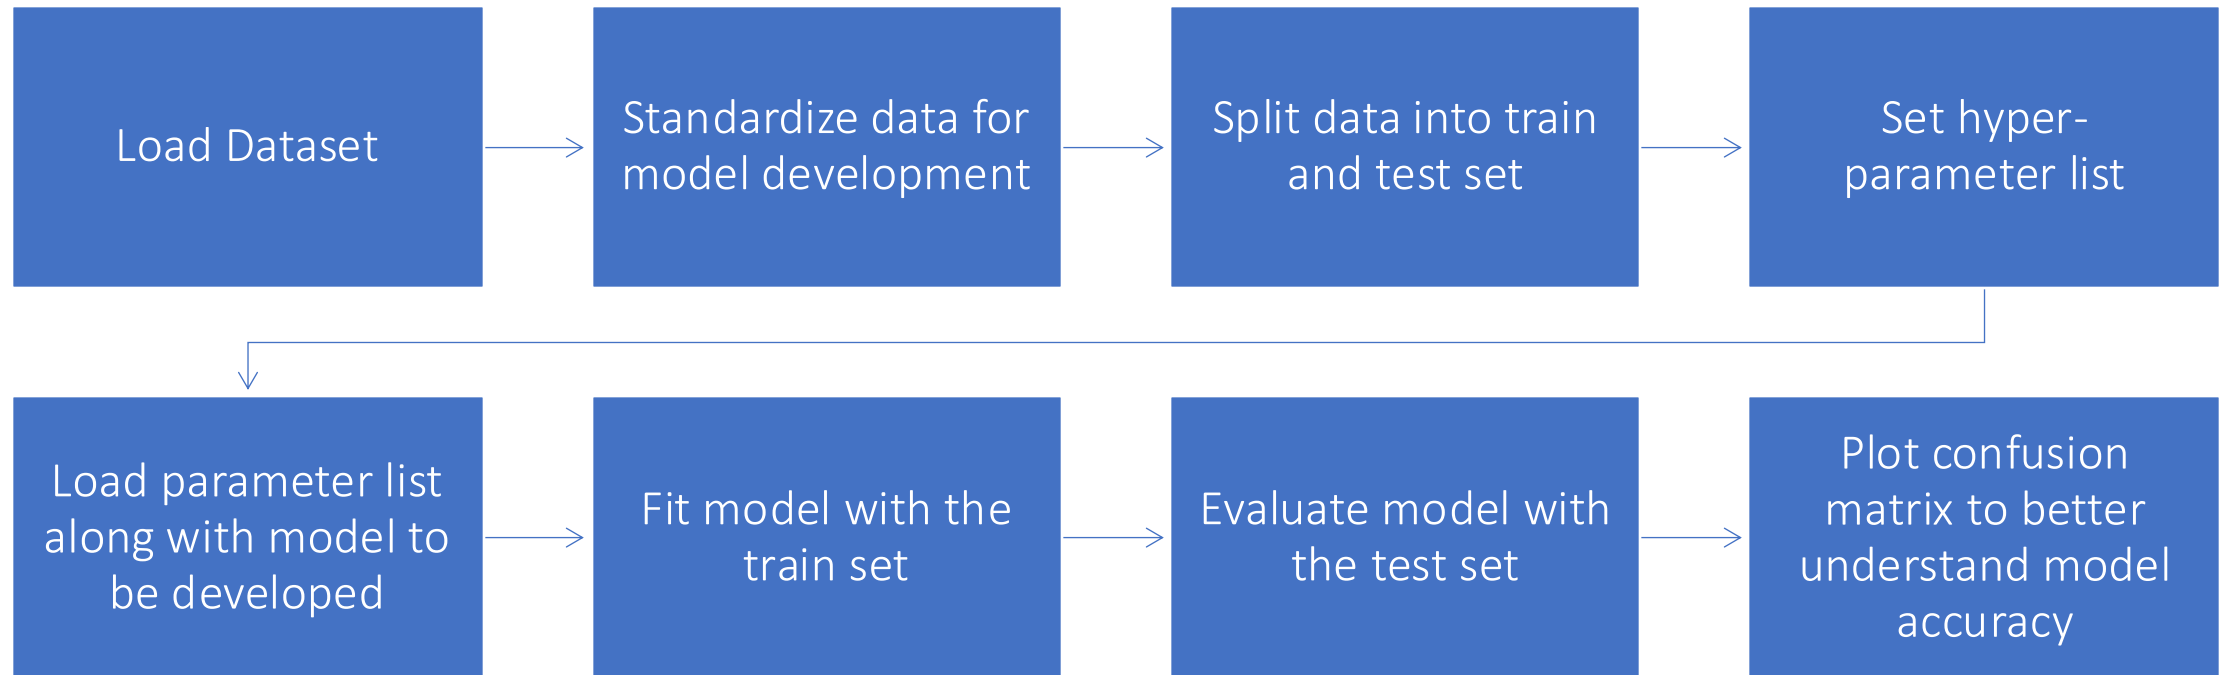 Load Dataset
Standardize data for
model development
Split data into train
and test set
Set hyper-
parameter list
Load parameter list
along with model to
be developed
Fit model with the
train set
Evaluate model with
the test set
Plot confusion
matrix to better
understand model
accuracy